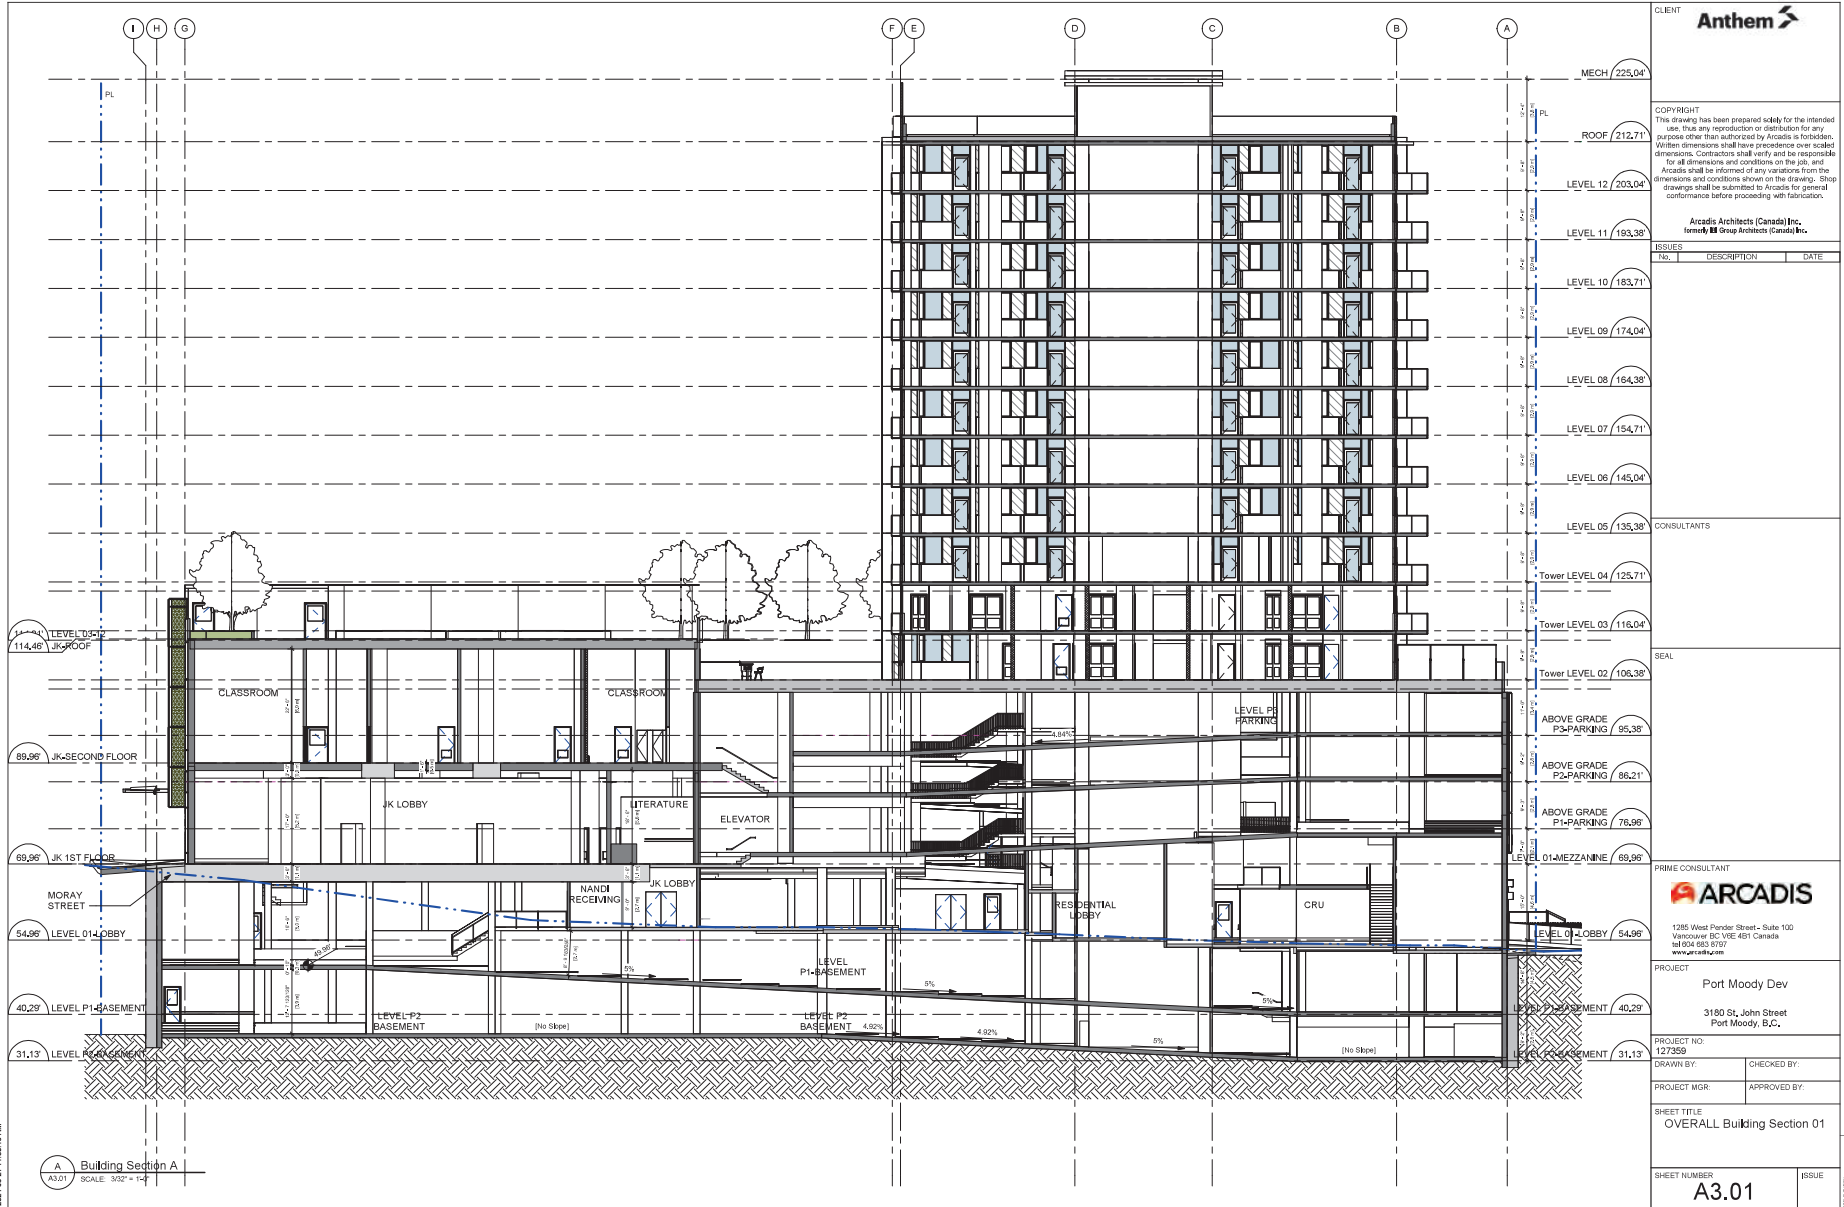 I
H
G
F
E
D
C
B
A
PL
PL
MECH 225.04'
ROOF 212.71'
LEVEL 12 203.04'
LEVEL 11 193.38'
LEVEL 10 183.71'
LEVEL 09 174.04'
LEVEL 08 164.38'
LEVEL 07 154.71'
LEVEL 06 145.04'
LEVEL 05 135.38'
Tower LEVEL 04 125.71'
Tower LEVEL 03 116.04'
Tower LEVEL 02 106.38'
ABOVE GRADE
P3-PARKING 95.38'
ABOVE GRADE
P2-PARKING 86.21'
ABOVE GRADE
P1-PARKING 76.96'
LEVEL 01-MEZZANINE 69.96'
LEVEL 01-LOBBY 54.96'
LEVEL P1-BASEMENT 40.29'
LEVEL P2-BASEMENT 31.13'
LEVEL 03-12
114.46' JK-ROOF
89.96' JK-SECOND FLOOR
69.96' JK 1ST FLOOR
MORAY
STREET
54.96' LEVEL 01-LOBBY
40.29' LEVEL P1-BASEMENT
31.13' LEVEL P2-BASEMENT
CLASSROOM
CLASSROOM
JK LOBBY
LITERATURE
ELEVATOR
LEVEL P3
PARKING
4.84%
NANDI
RECEIVING
JK LOBBY
RESIDENTIAL
LOBBY
CRU
LEVEL
P1-BASEMENT
LEVEL P2
BASEMENT
LEVEL P2
BASEMENT
[No Slope]
5%
5%
5%
4.92%
4.92%
5%
[No Slope]
A
A3.01
Building Section A
SCALE: 3/32" = 1'-0"
CLIENT
Anthem
COPYRIGHT
This drawing has been prepared solely for the intended
use, thus any reproduction or distribution for any
purpose other than authorized by Arcadis is forbidden.
Written dimensions shall have precedence over scaled
dimensions. Contractors shall verify and be responsible
for all dimensions and conditions on the job, and
Arcadis shall be informed of any variations from the
dimensions and conditions shown on the drawing. Shop
drawings shall be submitted to Arcadis for general
conformance before proceeding with fabrication.
Arcadis Architects (Canada) Inc.
formerly IBI Group Architects (Canada) Inc.
ISSUES
No. DESCRIPTION DATE
CONSULTANTS
SEAL
PRIME CONSULTANT
ARCADIS
1285 West Pender Street - Suite 100
Vancouver BC V6E 4B1 Canada
tel 604 683 8797
www.arcadis.com
PROJECT
Port Moody Dev
3180 St. John Street
Port Moody, B.C.
PROJECT NO:
127359
DRAWN BY: CHECKED BY:
PROJECT MGR: APPROVED BY:
SHEET TITLE
OVERALL Building Section 01
SHEET NUMBER ISSUE
A3.01